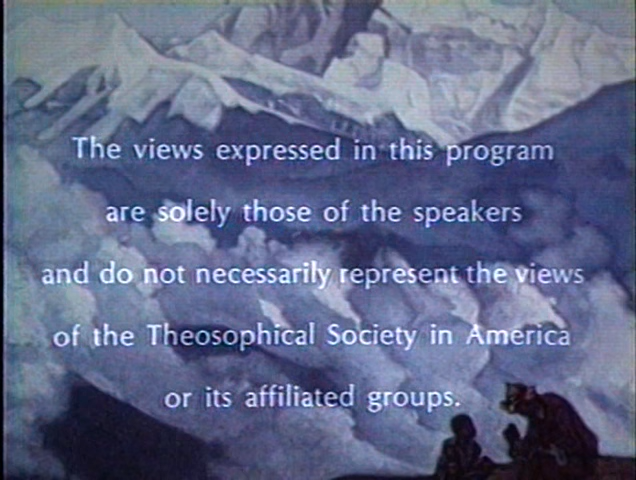 The views expressed in this program
are solely those of the speakers
and do not necessarily represent the views
of the Theosophical Society in America
or its affiliated groups.